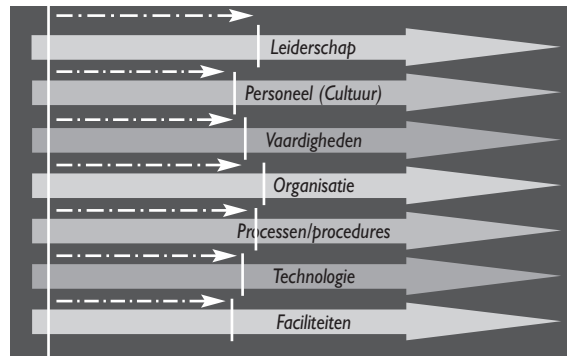 Leiderschap
Personeel (Cultuur)
Vaardigheden
Organisatie
Processen/procedures
Technologie
Faciliteiten